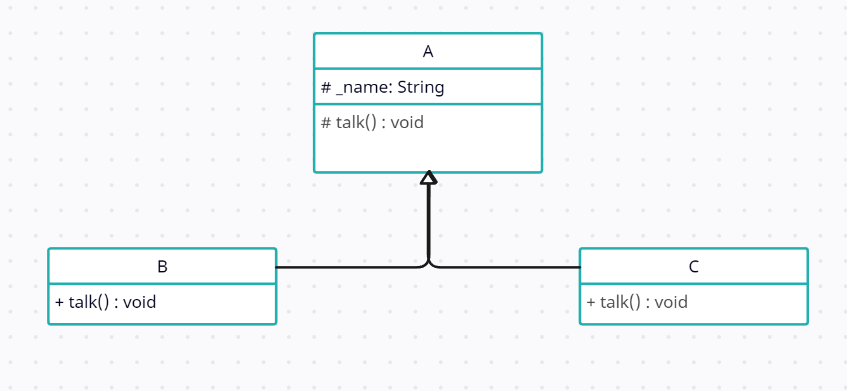 A
# _name: String
# talk() : void
B
+ talk() : void
C
+ talk() : void